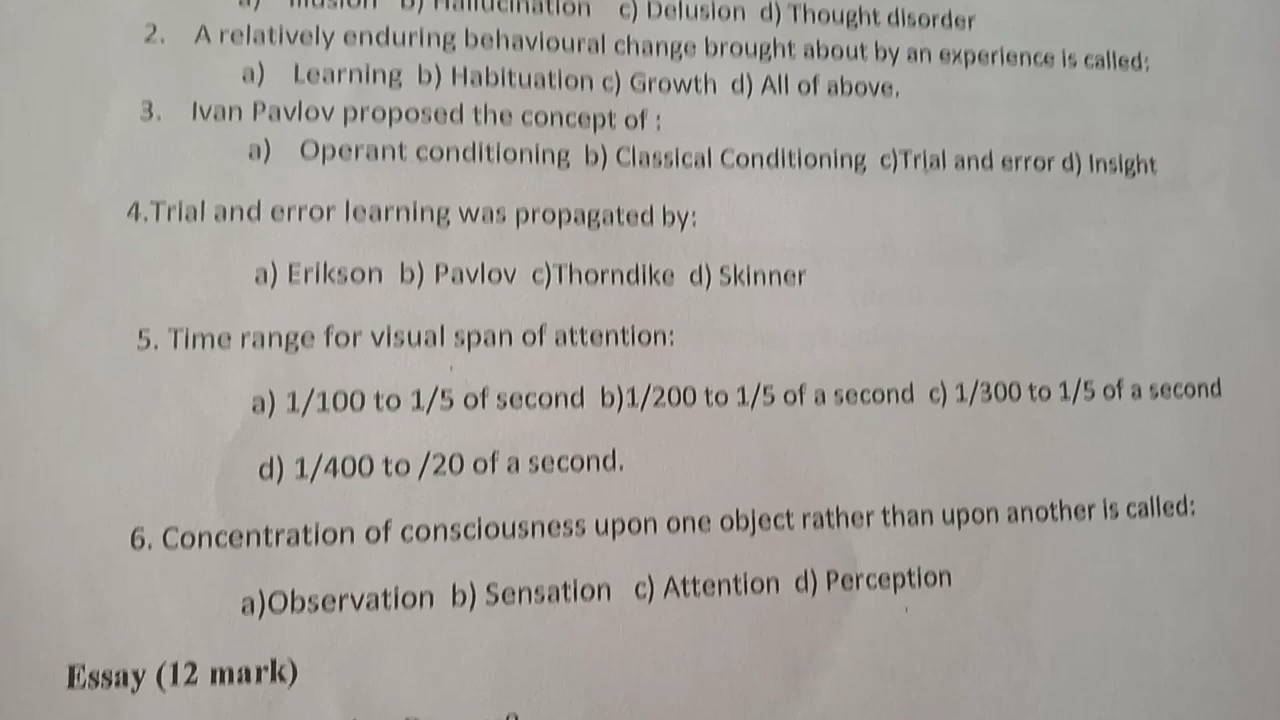 c) Delusion d) Thought disorder
2. A relatively enduring behavioural change brought about by an experience is called:
a) Learning b) Habituation c) Growth d) All of above.
3. Ivan Pavlov proposed the concept of :
a) Operant conditioning b) Classical Conditioning c)Trial and error d) Insight
4.Trial and error learning was propagated by:
a) Erikson b) Pavlov c)Thorndike d) Skinner
5. Time range for visual span of attention:
a) 1/100 to 1/5 of second b)1/200 to 1/5 of a second c) 1/300 to 1/5 of a second
d) 1/400 to /20 of a second.
6. Concentration of consciousness upon one object rather than upon another is called:
a)Observation b) Sensation c) Attention d) Perception
Essay (12 mark)